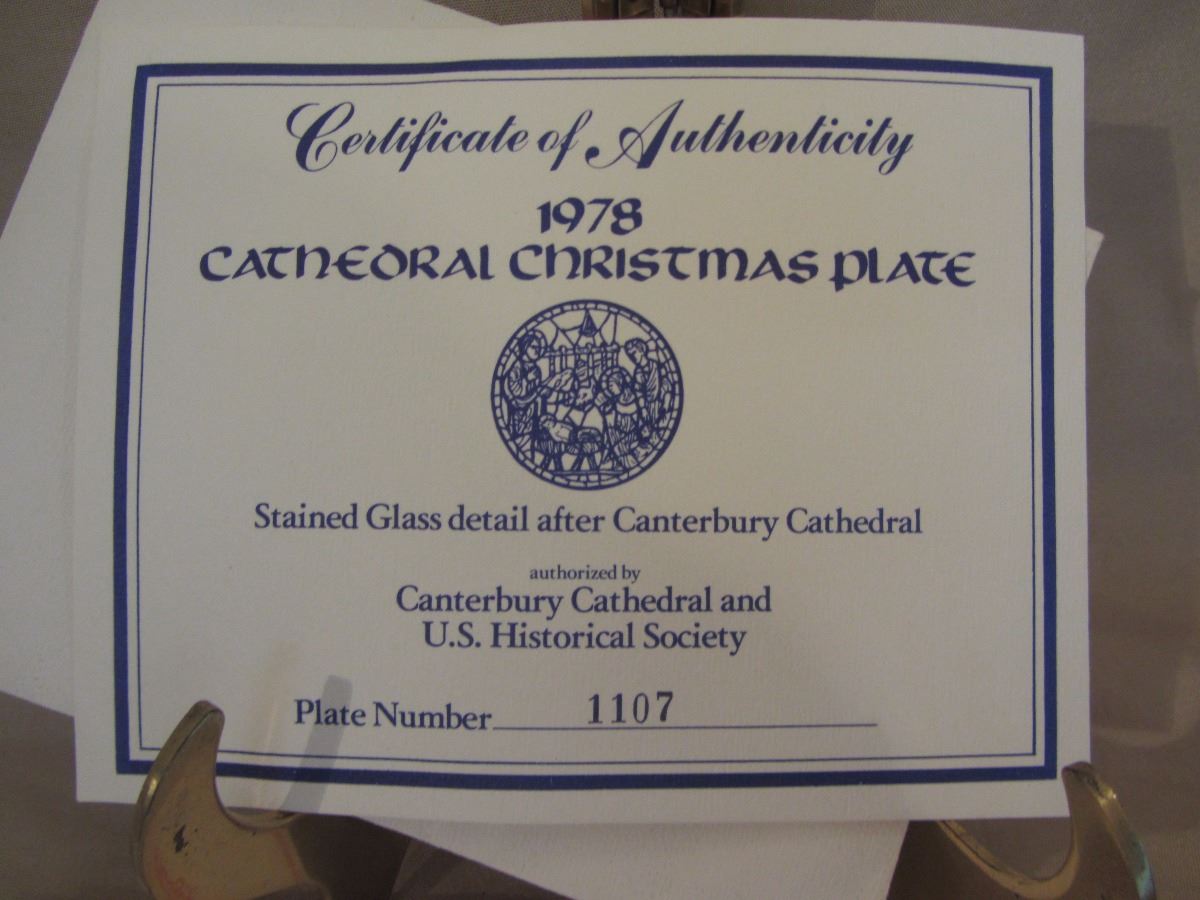 Certificate of Authenticity
1978
CATHEDRAL CHRISTMAS PLATE
Stained Glass detail after Canterbury Cathedral
authorized by
Canterbury Cathedral and
U.S. Historical Society
Plate Number 1107